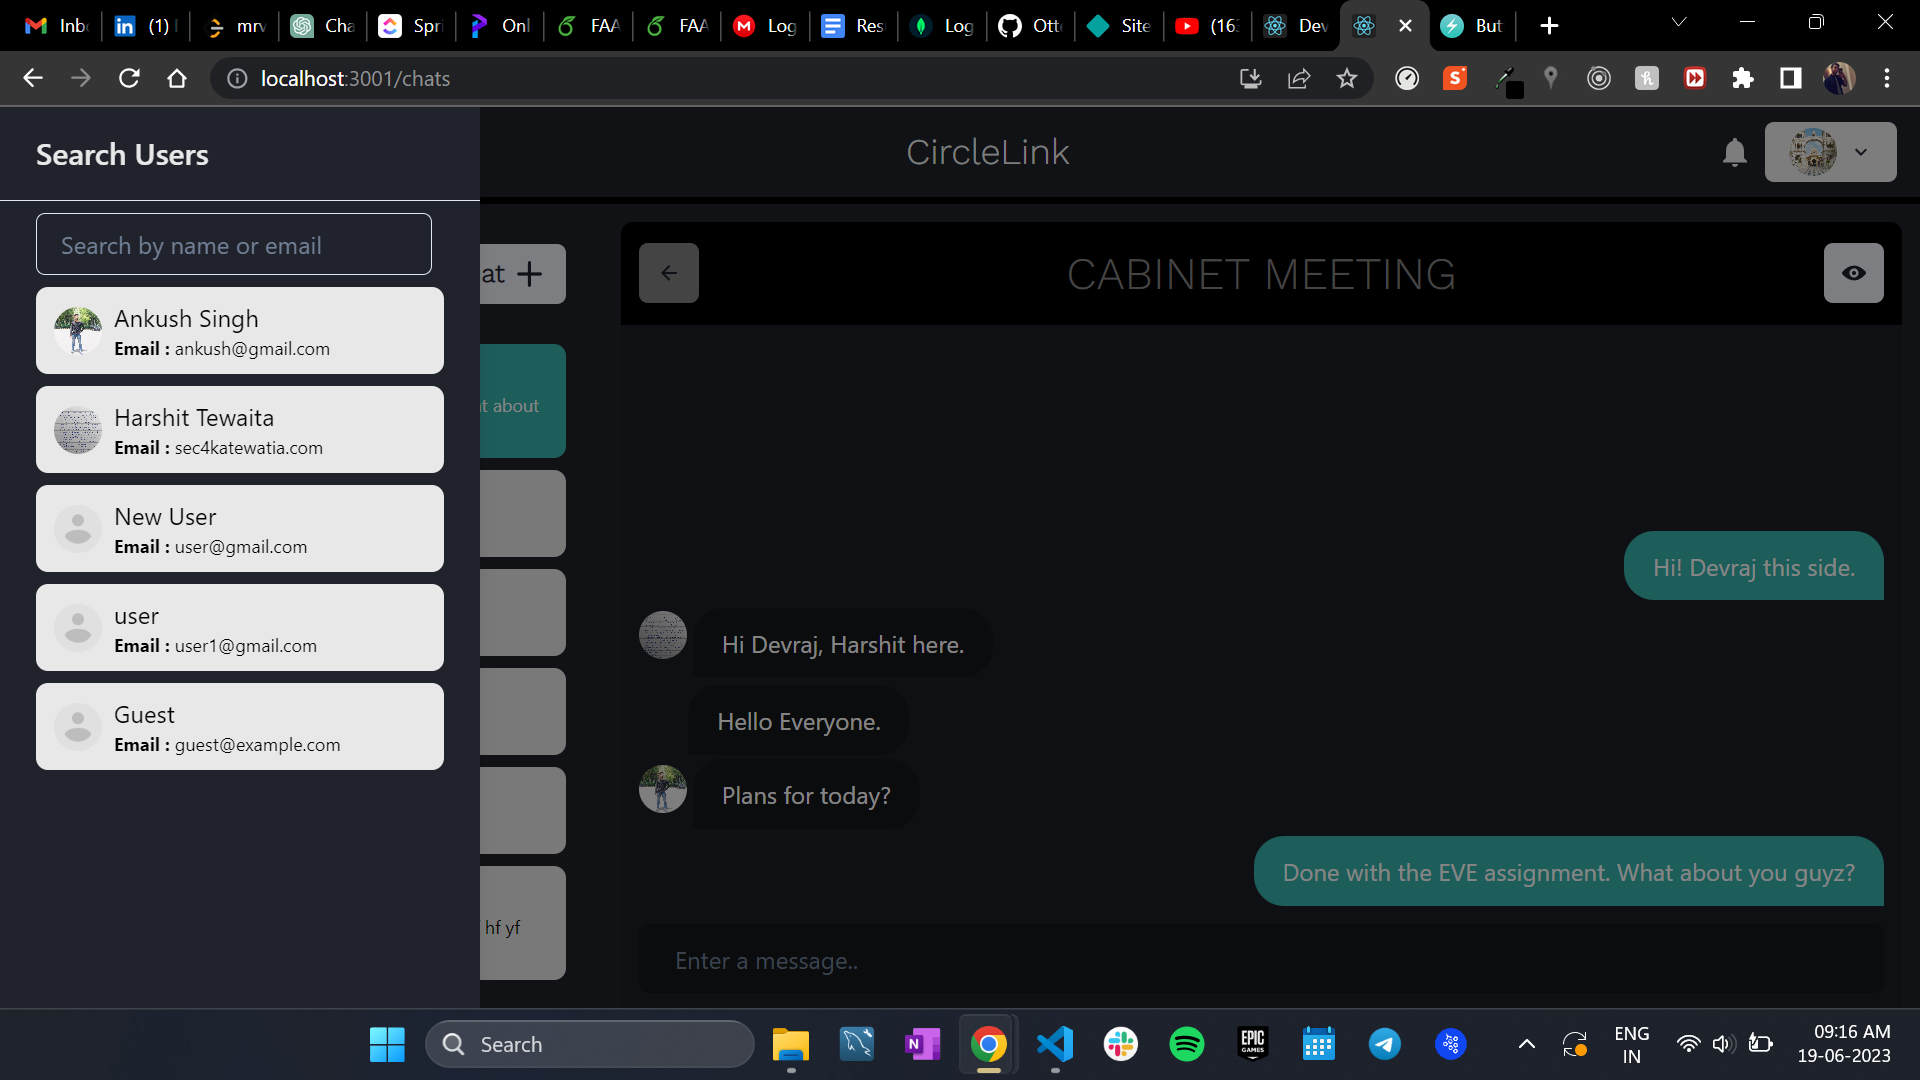 Inb
(1)
mrv
Cha
Spri
Onl
FAA
FAA
Log
Res
Log
Ott
Site
(16
Dev
But
localhost:3001/chats
Search Users
CircleLink
Search by name or email
at +
CABINET MEETING
Ankush Singh
Email : ankush@gmail.com
t about
Harshit Tewaita
Email : sec4katewatia.com
New User
Email : user@gmail.com
Hi! Devraj this side.
user
Email : user1@gmail.com
Hi Devraj, Harshit here.
Hello Everyone.
Guest
Email : guest@example.com
Plans for today?
Done with the EVE assignment. What about you guyz?
hf yf
Enter a message..
Search
EPIC
GAMES
ENG
IN
09:16 AM
19-06-2023